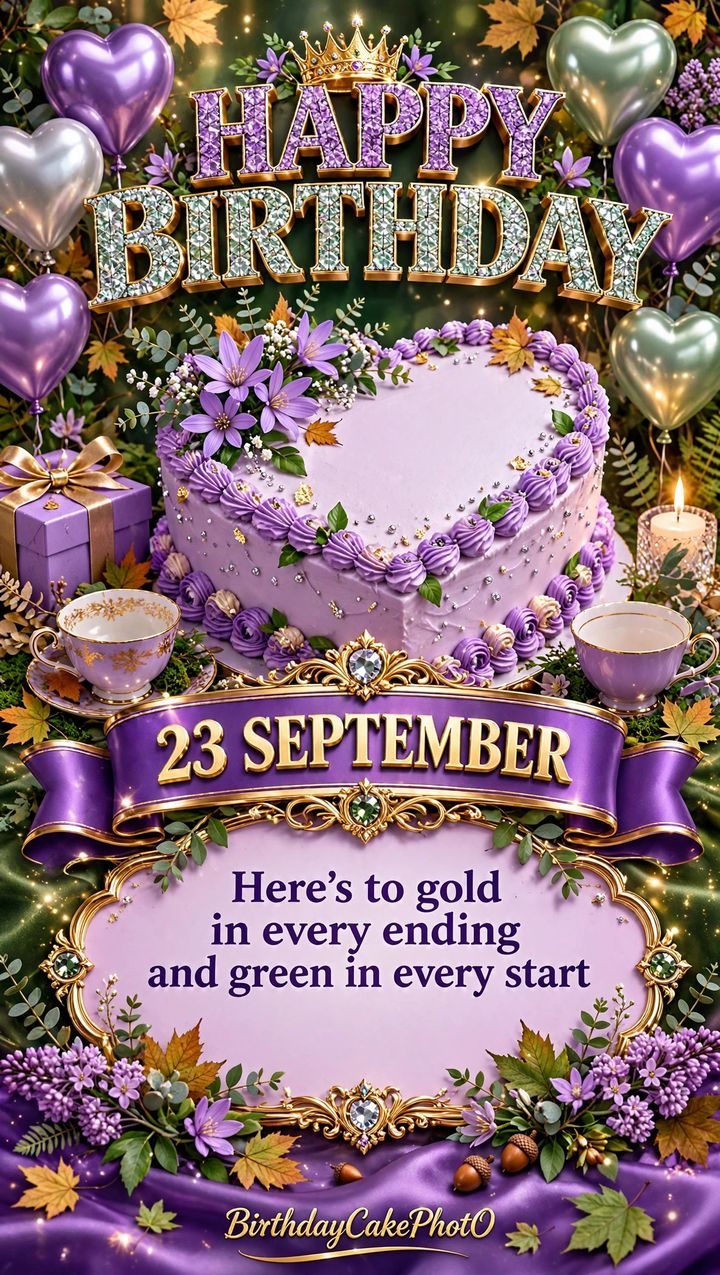 HAPPY
BIRTHDAY
23 SEPTEMBER
Here’s to gold
in every ending
and green in every start
BirthdayCakePhotO